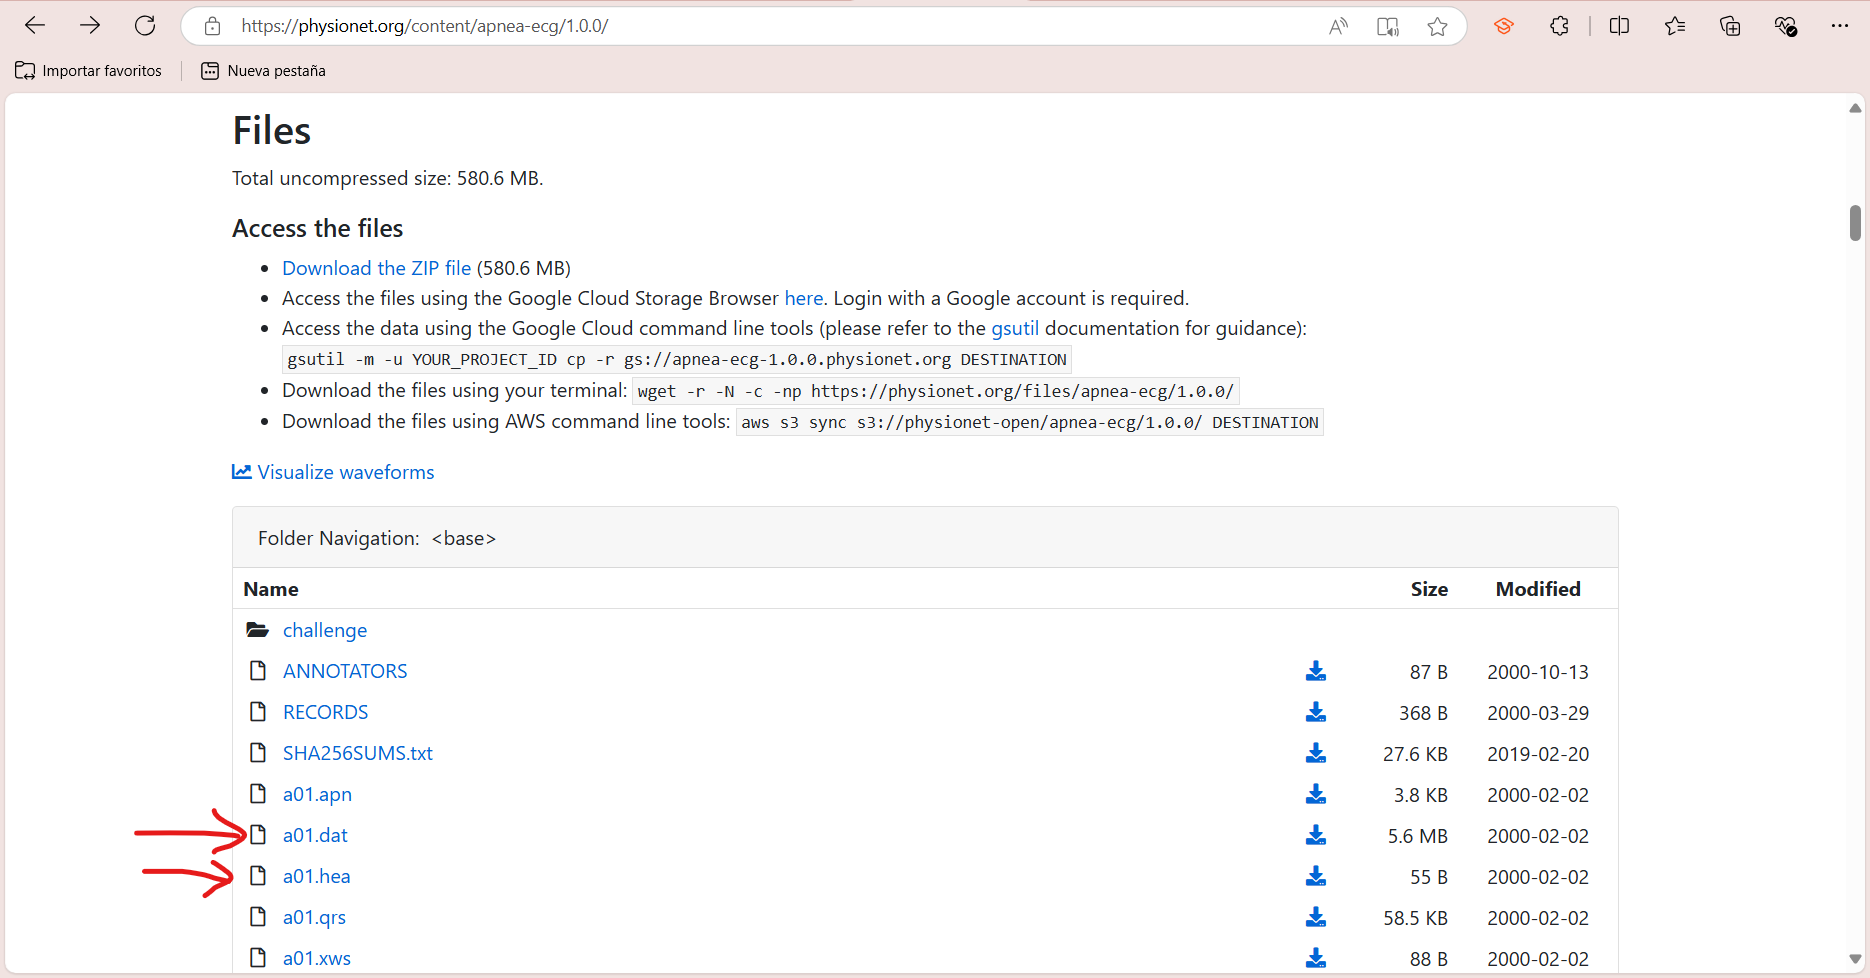 https://physionet.org/content/apnea-ecg/1.0.0/
Importar favoritos
Nueva pestaña
Files
Total uncompressed size: 580.6 MB.
Access the files
Download the ZIP file (580.6 MB)
Access the files using the Google Cloud Storage Browser here. Login with a Google account is required.
Access the data using the Google Cloud command line tools (please refer to the gsutil documentation for guidance):
gsutil -m -u YOUR_PROJECT_ID cp -r gs://apnea-ecg-1.0.0.physionet.org DESTINATION
Download the files using your terminal: wget -r -N -c -np https://physionet.org/files/apnea-ecg/1.0.0/
Download the files using AWS command line tools: aws s3 sync s3://physionet-open/apnea-ecg/1.0.0/ DESTINATION
Visualize waveforms
Folder Navigation: <base>
Name Size Modified
challenge
ANNOTATORS 87 B 2000-10-13
RECORDS 368 B 2000-03-29
SHA256SUMS.txt 27.6 KB 2019-02-20
a01.apn 3.8 KB 2000-02-02
a01.dat 5.6 MB 2000-02-02
a01.hea 55 B 2000-02-02
a01.qrs 58.5 KB 2000-02-02
a01.xws 88 B 2000-02-02